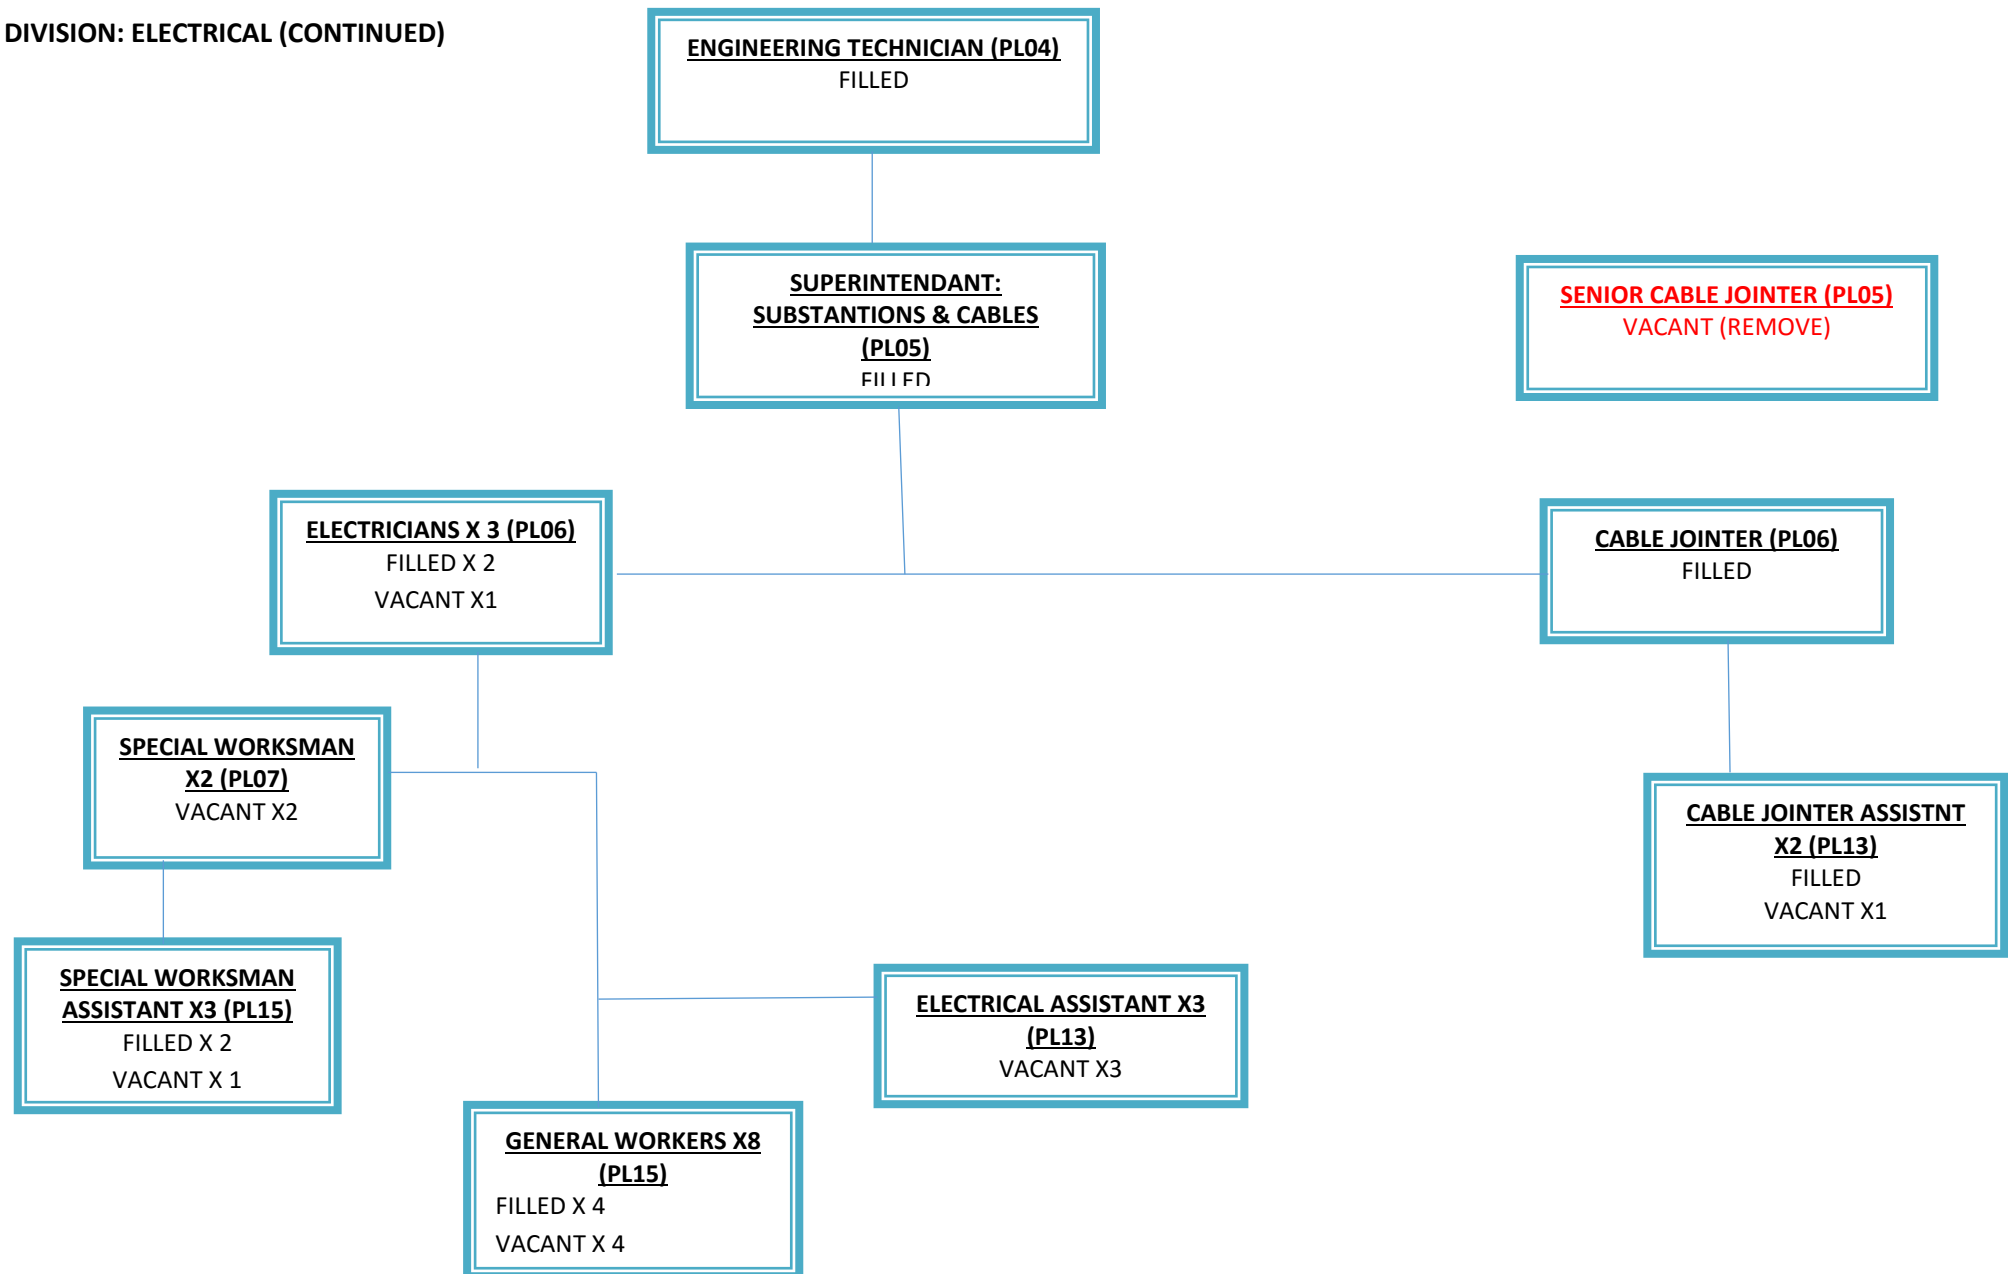 DIVISION: ELECTRICAL (CONTINUED)
ENGINEERING TECHNICIAN (PL04)
FILLED
SUPERINTENDANT:
SUBSTANTIONS & CABLES
(PL05)
FILLED
SENIOR CABLE JOINTER (PL05)
VACANT (REMOVE)
ELECTRICIANS X 3 (PL06)
FILLED X 2
VACANT X1
CABLE JOINTER (PL06)
FILLED
SPECIAL WORKSMAN
X2 (PL07)
VACANT X2
CABLE JOINTER ASSISTNT
X2 (PL13)
FILLED
VACANT X1
SPECIAL WORKSMAN
ASSISTANT X3 (PL15)
FILLED X 2
VACANT X 1
ELECTRICAL ASSISTANT X3
(PL13)
VACANT X3
GENERAL WORKERS X8
(PL15)
FILLED X 4
VACANT X 4